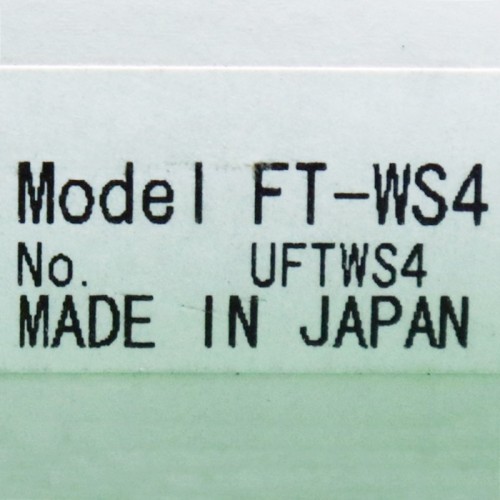 Model FT-WS4
No. UFTWS4
MADE IN JAPAN